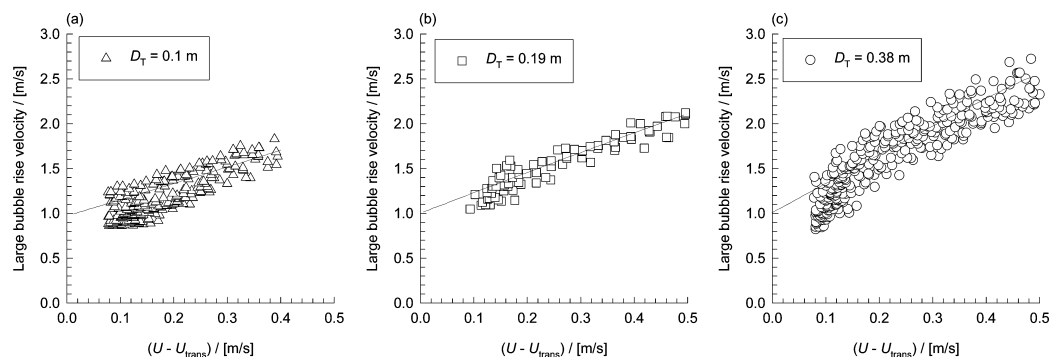 (a)
Large bubble rise velocity / [m/s]
3.0
2.5
2.0
1.5
1.0
0.5
0.0
D_T = 0.1 m
0.0 0.1 0.2 0.3 0.4 0.5
(U - U_trans) / [m/s]
(b)
Large bubble rise velocity / [m/s]
3.0
2.5
2.0
1.5
1.0
0.5
0.0
D_T = 0.19 m
0.0 0.1 0.2 0.3 0.4 0.5
(U - U_trans) / [m/s]
(c)
Large bubble rise velocity / [m/s]
3.0
2.5
2.0
1.5
1.0
0.5
0.0
D_T = 0.38 m
0.0 0.1 0.2 0.3 0.4 0.5
(U - U_trans) / [m/s]